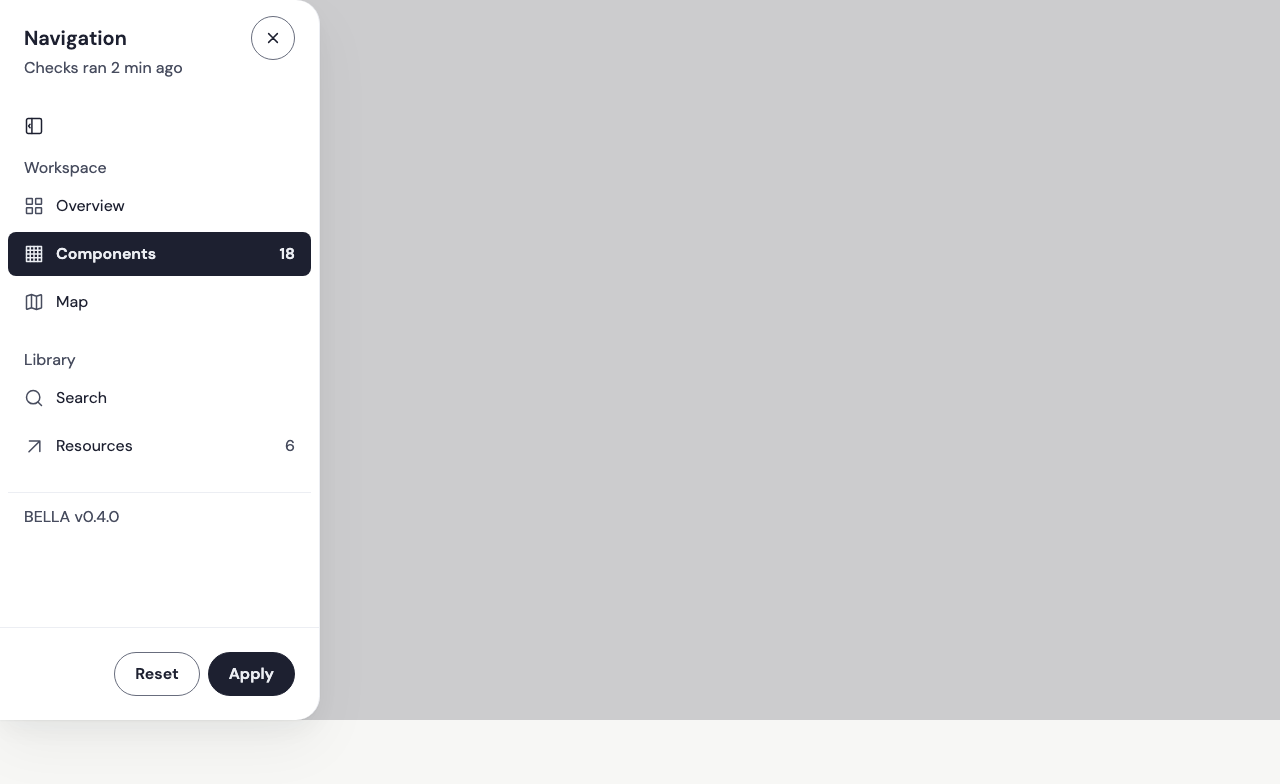 Navigation
Checks ran 2 min ago
Workspace
Overview
Components 18
Map
Library
Search
Resources 6
BELLA v0.4.0
Reset Apply